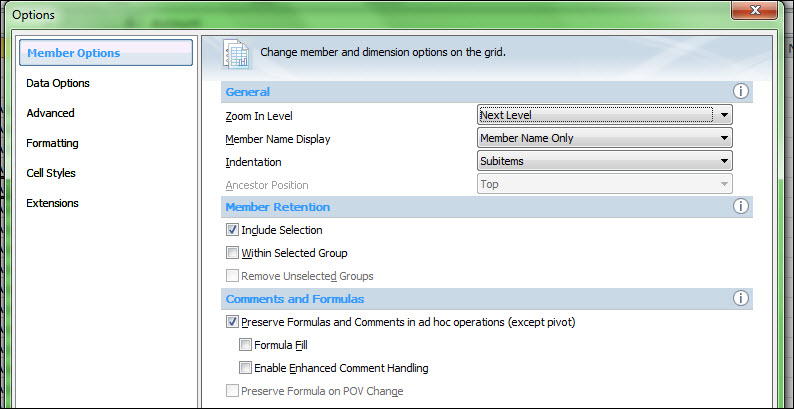 Options
Member Options
Data Options
Advanced
Formatting
Cell Styles
Extensions
Change member and dimension options on the grid.
General
Zoom In Level
Next Level
Member Name Display
Member Name Only
Indentation
Subitems
Ancestor Position
Top
Member Retention
Include Selection
Within Selected Group
Remove Unselected Groups
Comments and Formulas
Preserve Formulas and Comments in ad hoc operations (except pivot)
Formula Fill
Enable Enhanced Comment Handling
Preserve Formula on POV Change